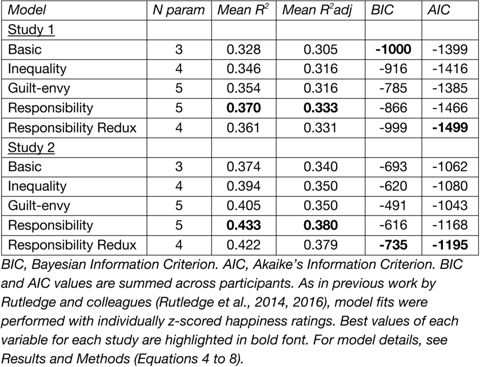 Model N param Mean R² Mean R²adj BIC AIC
Study 1
Basic 3 0.328 0.305 -1000 -1399
Inequality 4 0.346 0.316 -916 -1416
Guilt-envy 5 0.354 0.316 -785 -1385
Responsibility 5 0.370 0.333 -866 -1466
Responsibility Redux 4 0.361 0.331 -999 -1499
Study 2
Basic 3 0.374 0.340 -693 -1062
Inequality 4 0.394 0.350 -620 -1080
Guilt-envy 5 0.405 0.350 -491 -1043
Responsibility 5 0.433 0.380 -616 -1168
Responsibility Redux 4 0.422 0.379 -735 -1195
BIC, Bayesian Information Criterion. AIC, Akaike's Information Criterion. BIC
and AIC values are summed across participants. As in previous work by
Rutledge and colleagues (Rutledge et al., 2014, 2016), model fits were
performed with individually z-scored happiness ratings. Best values of each
variable for each study are highlighted in bold font. For model details, see
Results and Methods (Equations 4 to 8).